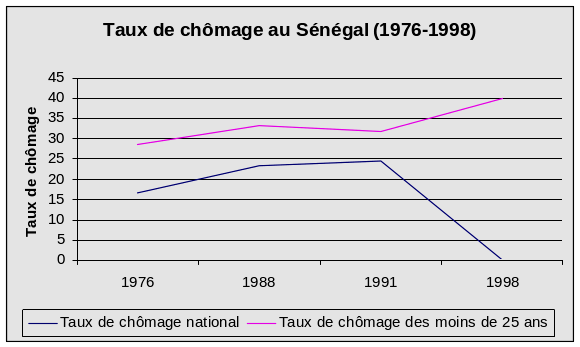 Taux de chômage au Sénégal (1976-1998)
Taux de chômage
45
40
35
30
25
20
15
10
5
0
1976 1988 1991 1998
Taux de chômage national Taux de chômage des moins de 25 ans